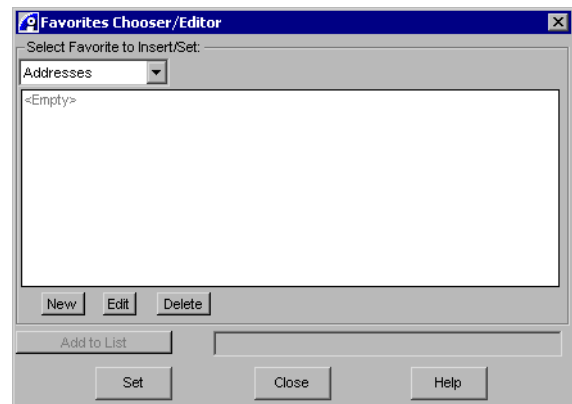 Favorites Chooser/Editor
Select Favorite to Insert/Set:
Addresses
<Empty>
New Edit Delete
Add to List
Set Close Help